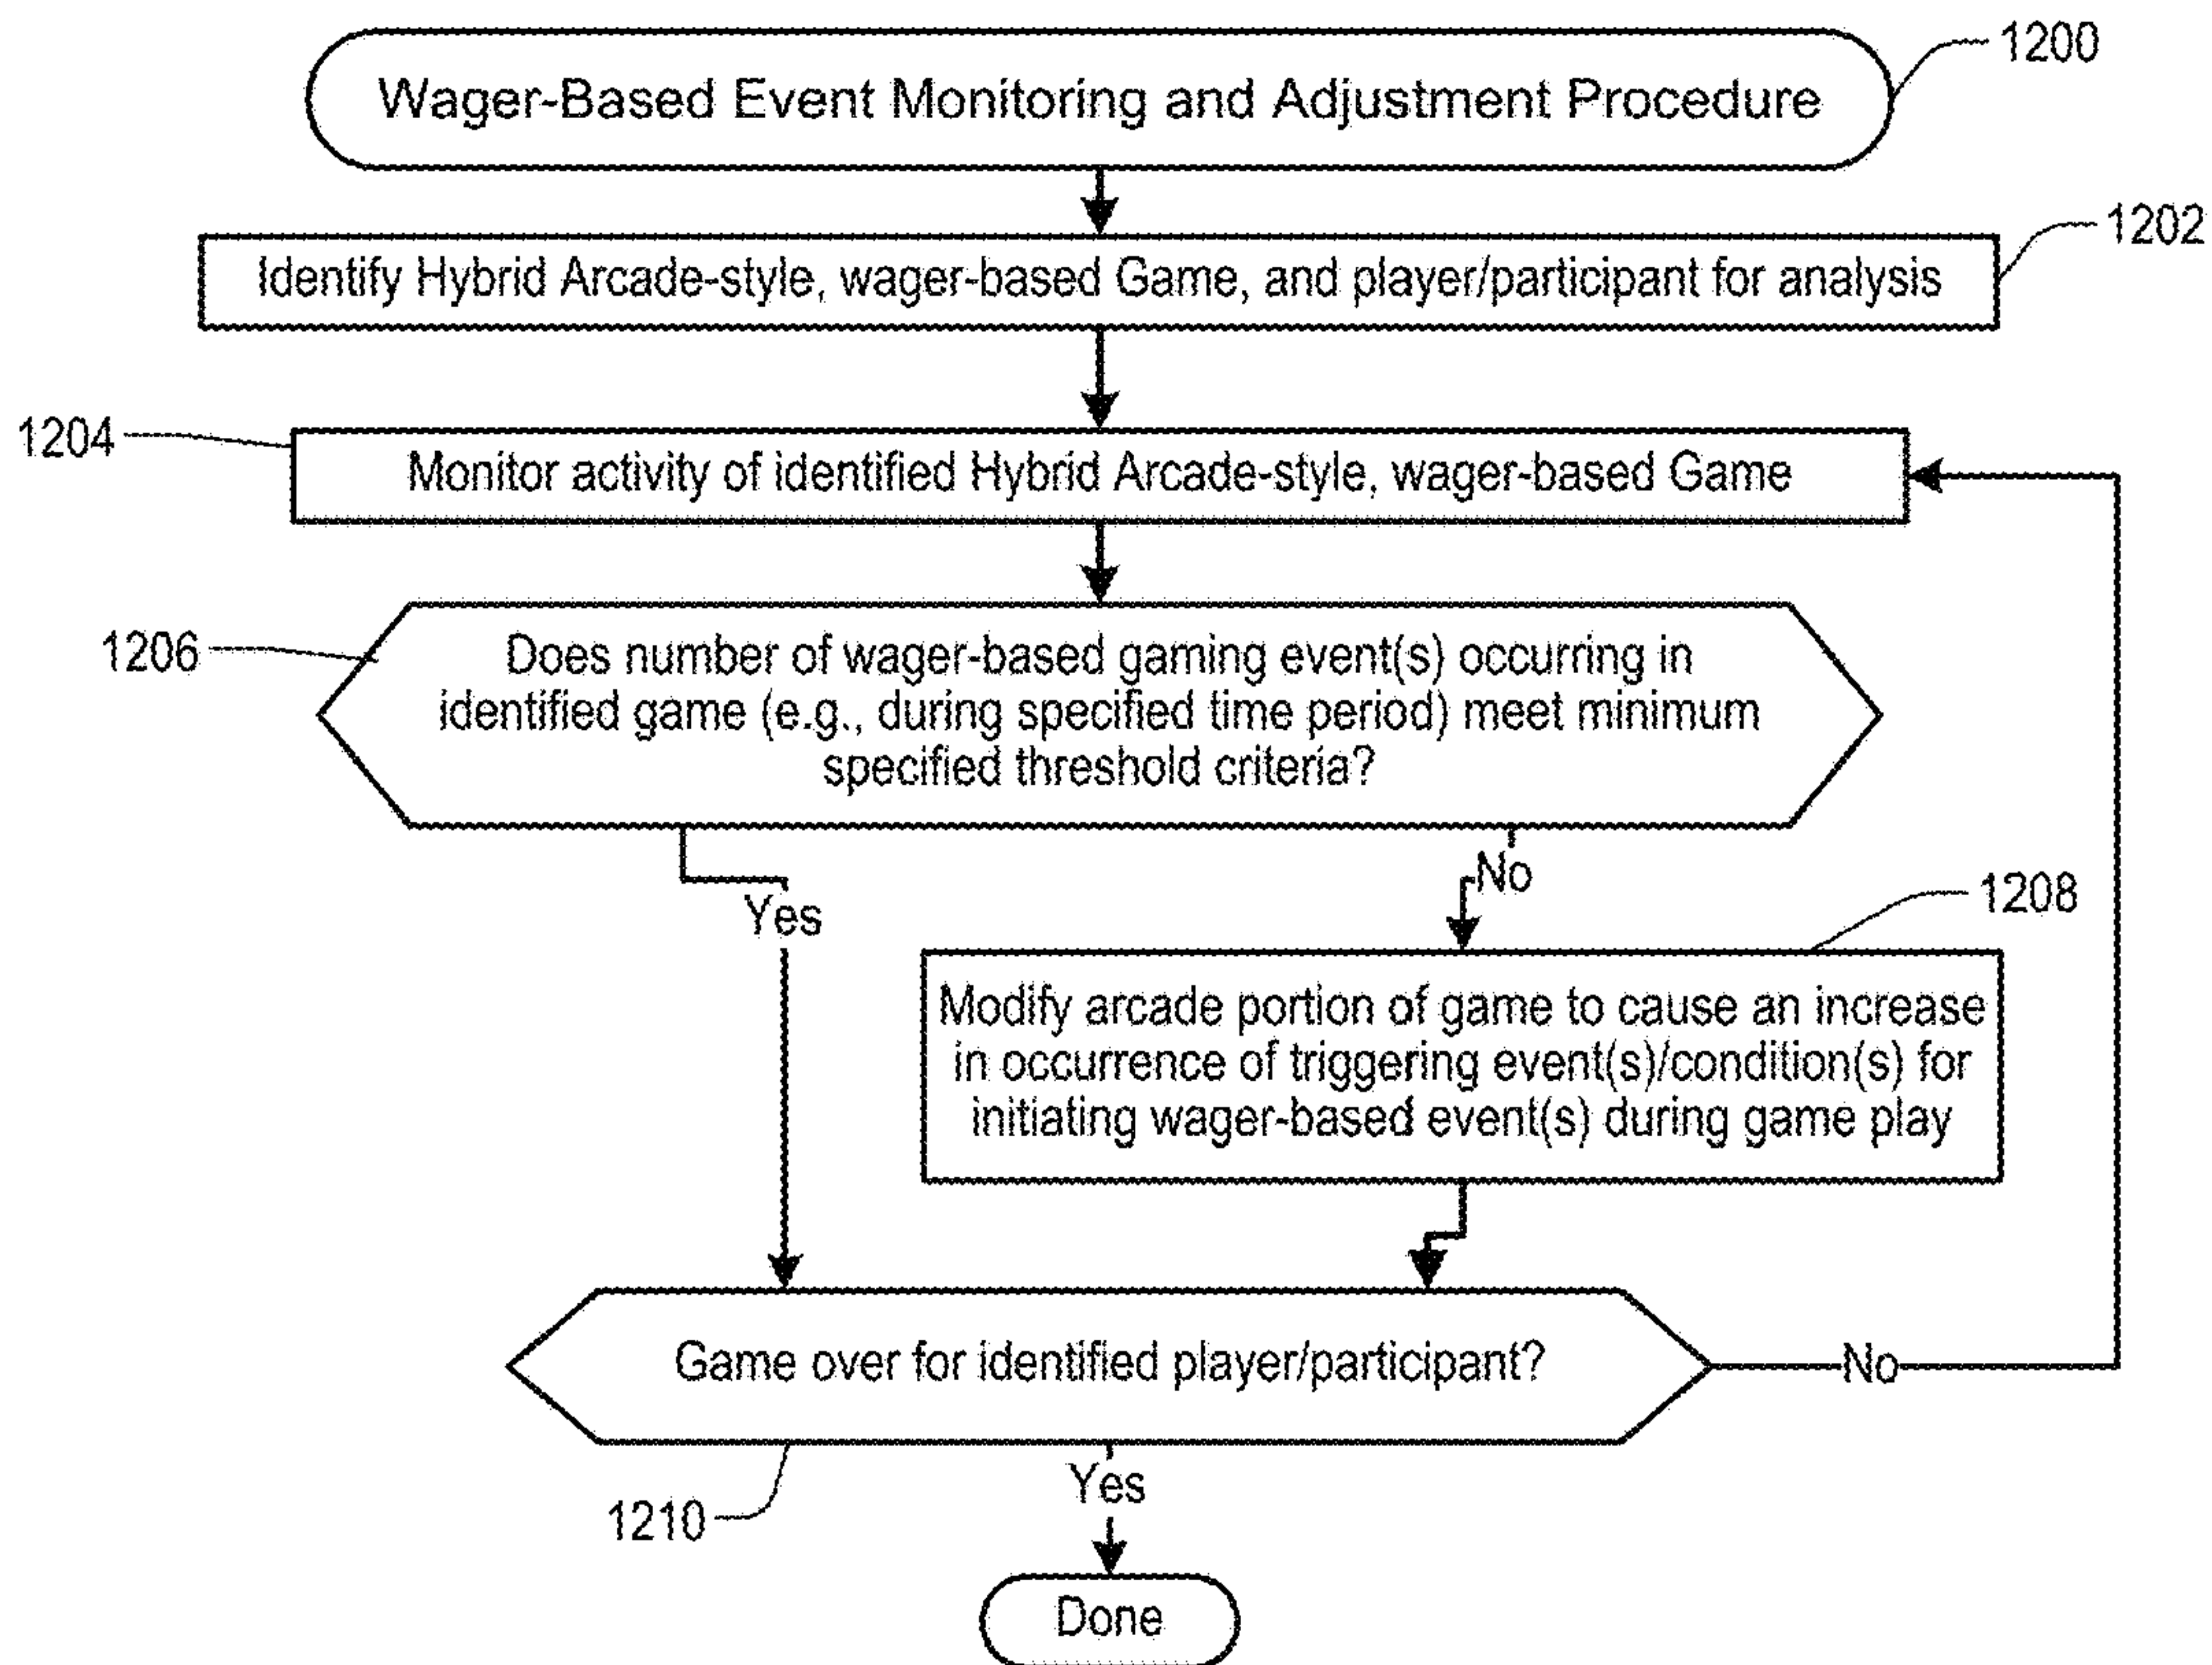 1200
Wager-Based Event Monitoring and Adjustment Procedure
1202
Identify Hybrid Arcade-style, wager-based Game, and player/participant for analysis
1204
Monitor activity of identified Hybrid Arcade-style, wager-based Game
1206
Does number of wager-based gaming event(s) occurring in
identified game (e.g., during specified time period) meet minimum
specified threshold criteria?
No
Yes
1208
Modify arcade portion of game to cause an increase
in occurrence of triggering event(s)/condition(s) for
initiating wager-based event(s) during game play
Game over for identified player/participant?
No
Yes
1210
Done